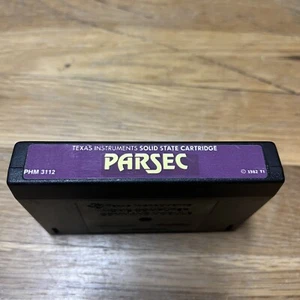 TEXAS INSTRUMENTS SOLID STATE CARTRIDGE
PARSEC
PHM 3112
© 1982 TI